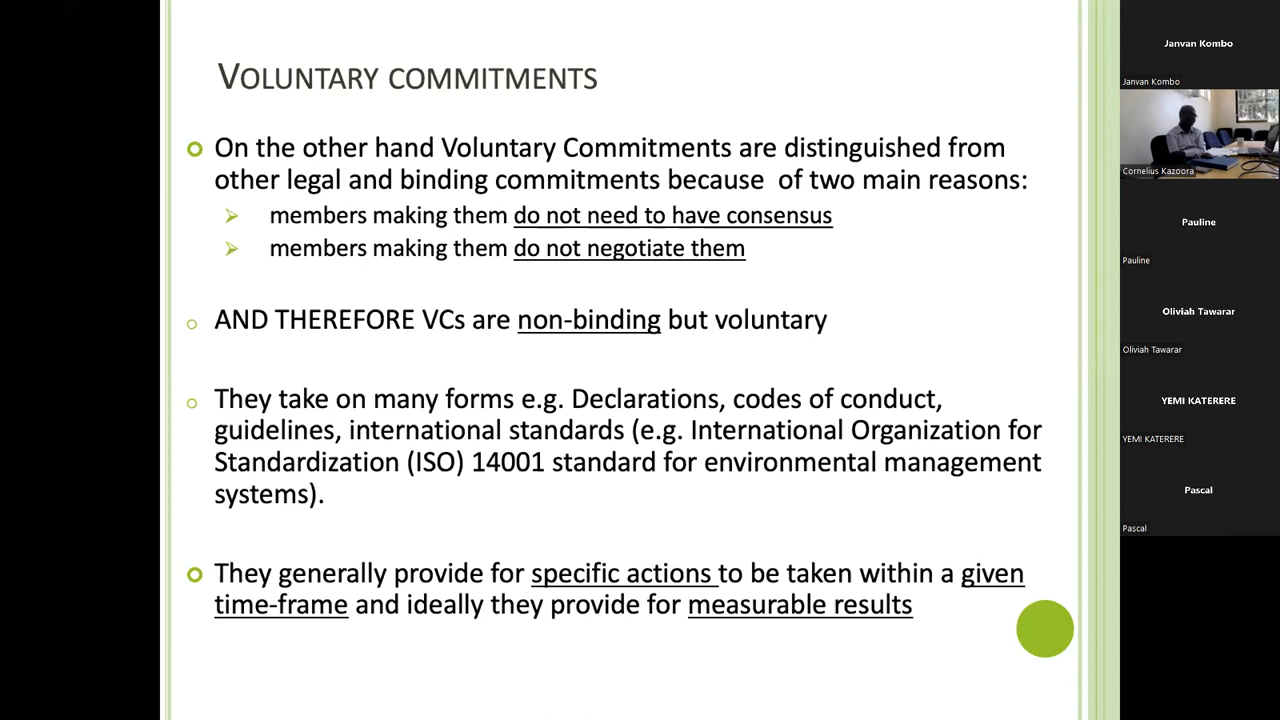 VOLUNTARY COMMITMENTS
On the other hand Voluntary Commitments are distinguished from
other legal and binding commitments because of two main reasons:
members making them do not need to have consensus
members making them do not negotiate them
AND THEREFORE VCs are non-binding but voluntary
They take on many forms e.g. Declarations, codes of conduct,
guidelines, international standards (e.g. International Organization for
Standardization (ISO) 14001 standard for environmental management
systems).
They generally provide for specific actions to be taken within a given
time-frame and ideally they provide for measurable results
Janvan Kombo
Janvan Kombo
Cornelius Kazoora
Pauline
Pauline
Oliviah Tawarar
Oliviah Tawarar
YEMI KATERERE
YEMI KATERERE
Pascal
Pascal